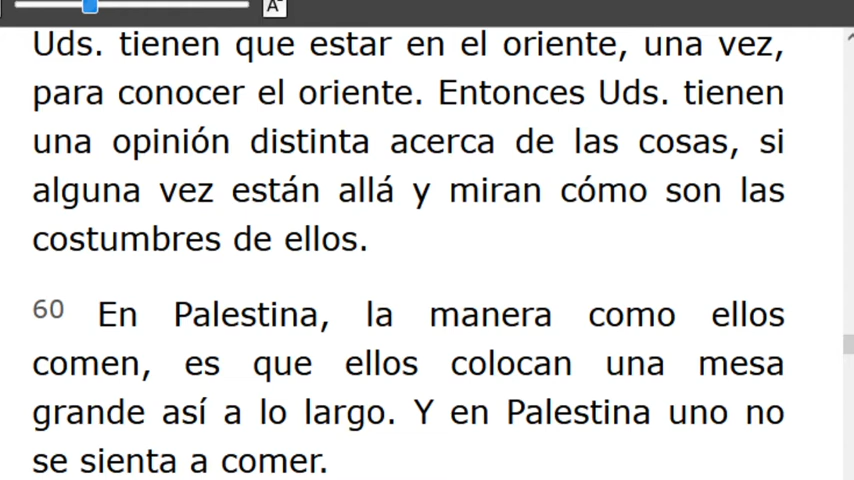 A
Uds. tienen que estar en el oriente, una vez,
para conocer el oriente. Entonces Uds. tienen
una opinión distinta acerca de las cosas, si
alguna vez están allá y miran cómo son las
costumbres de ellos.
60 En Palestina, la manera como ellos
comen, es que ellos colocan una mesa
grande así a lo largo. Y en Palestina uno no
se sienta a comer.